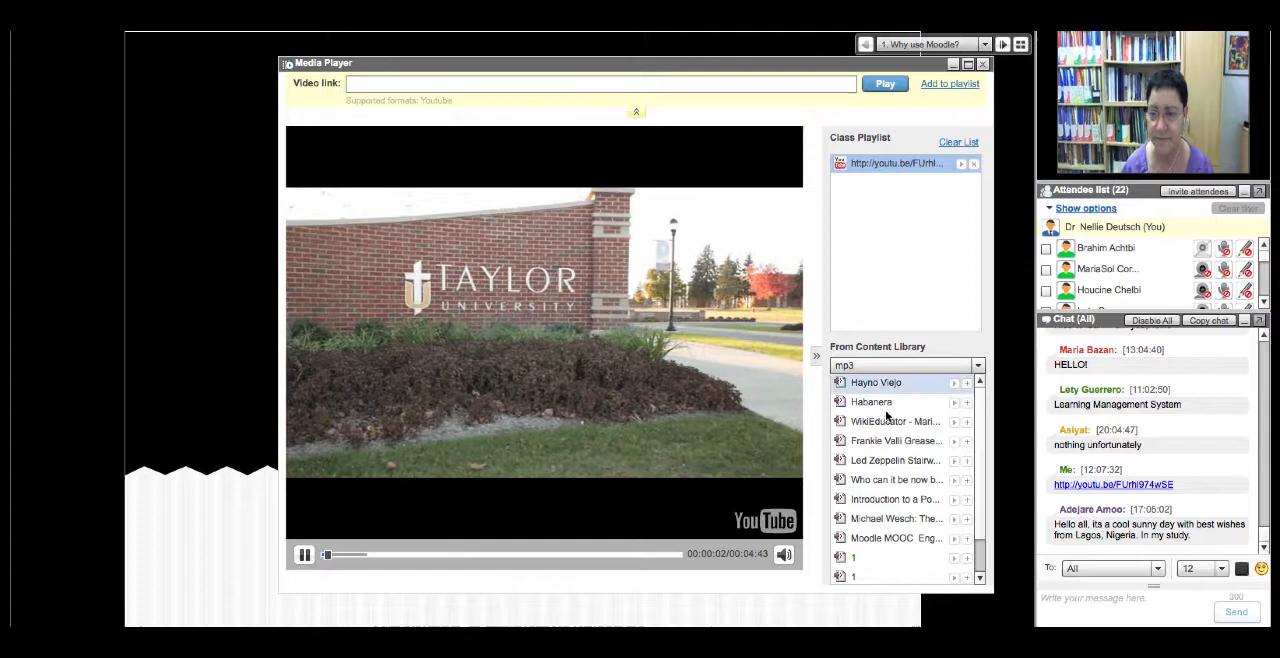 1. Why use Moodle?
Media Player
Video link:
Play
Add to playlist
Supported formats: Youtube
TAYLOR
UNIVERSITY
YouTube
00:00:02/00:04:43
Class Playlist
Clear List
http://youtu.be/FUrhl...
From Content Library
mp3
Hayno Viejo
Habanera
WikiEducator - Mari...
Frankie Valli Grease...
Led Zeppelin Stairw...
Who can it be now b...
Introduction to a Po...
Michael Wesch: The...
Moodle MOOC Eng...
1
1
Attendee list (22)
Invite attendees
Show options
Clear filter
Dr Nellie Deutsch (You)
Brahim Achtbi
MariaSol Cor...
Houcine Chelbi
Chat (All)
Disable All
Copy chat
Maria Bazan: [13:04:40]
HELLO!
Lety Guerrero: [11:02:50]
Learning Management System
Asiyat: [20:04:47]
nothing unfortunately
Me: [12:07:32]
http://youtu.be/FUrhl974wSE
Adejare Amoo: [17:05:02]
Hello all, its a cool sunny day with best wishes
from Lagos, Nigeria. In my study.
To: All
12
Write your message here.
300
Send